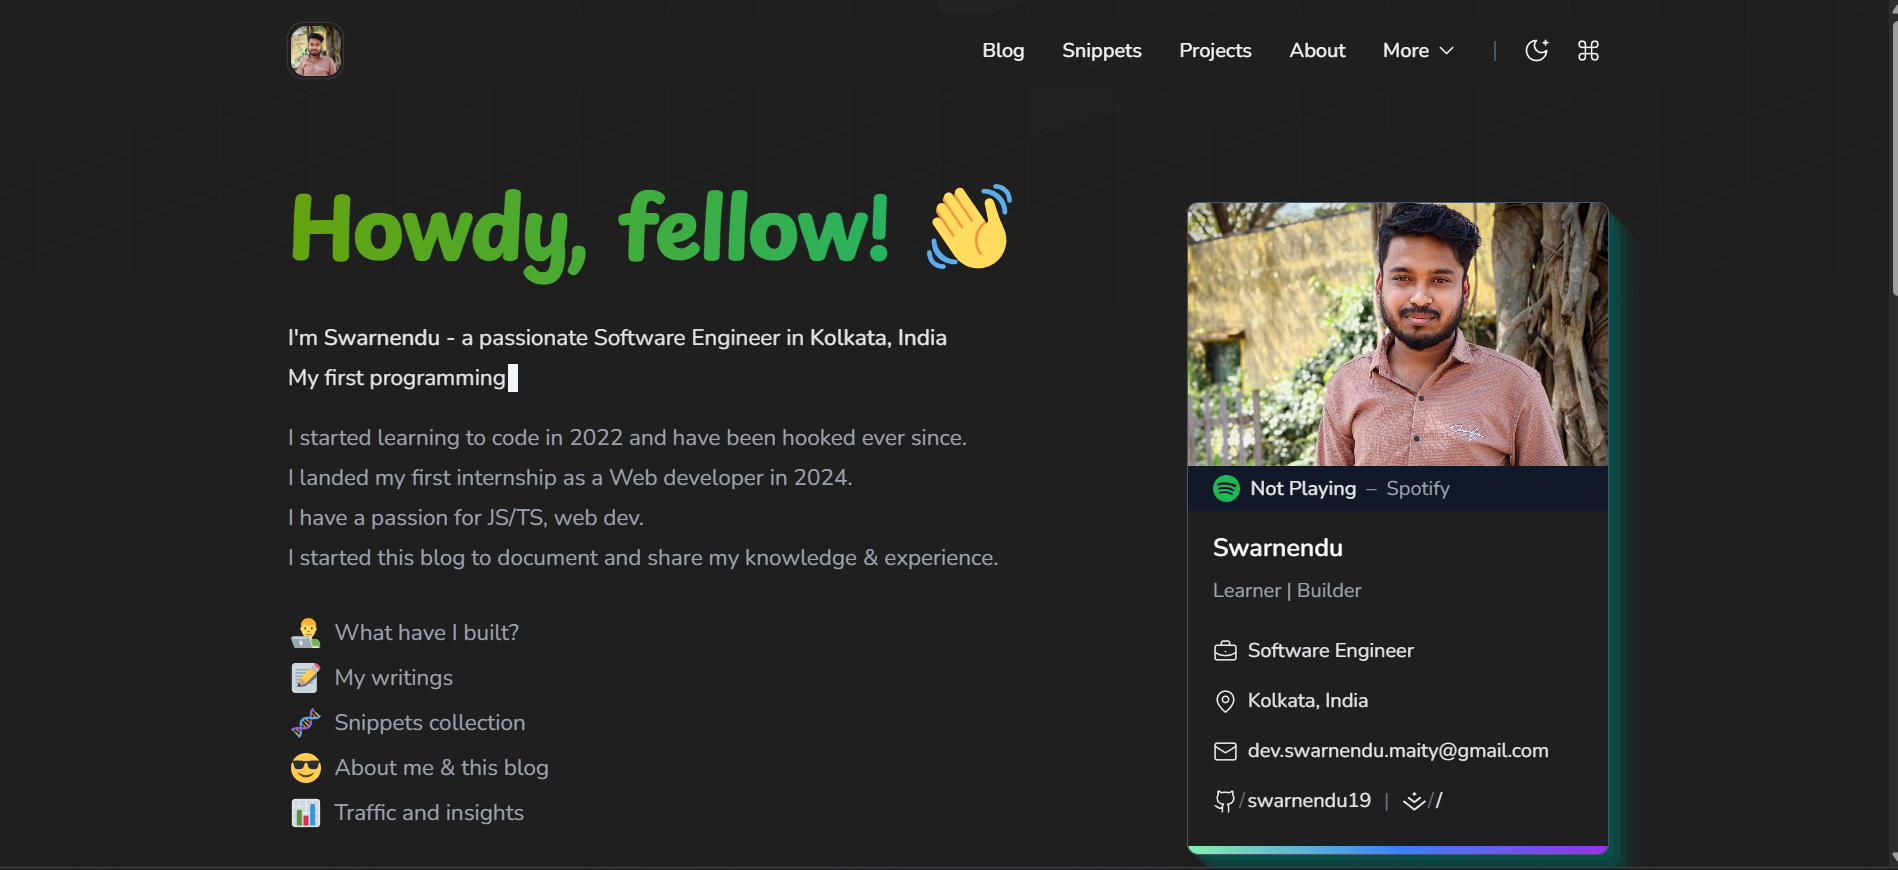 Blog Snippets Projects About More
Howdy, fellow!
I'm Swarnendu - a passionate Software Engineer in Kolkata, India
My first programming
I started learning to code in 2022 and have been hooked ever since.
I landed my first internship as a Web developer in 2024.
I have a passion for JS/TS, web dev.
I started this blog to document and share my knowledge & experience.
What have I built?
My writings
Snippets collection
About me & this blog
Traffic and insights
Not Playing – Spotify
Swarnendu
Learner | Builder
Software Engineer
Kolkata, India
dev.swarnendu.maity@gmail.com
/swarnendu19 | //